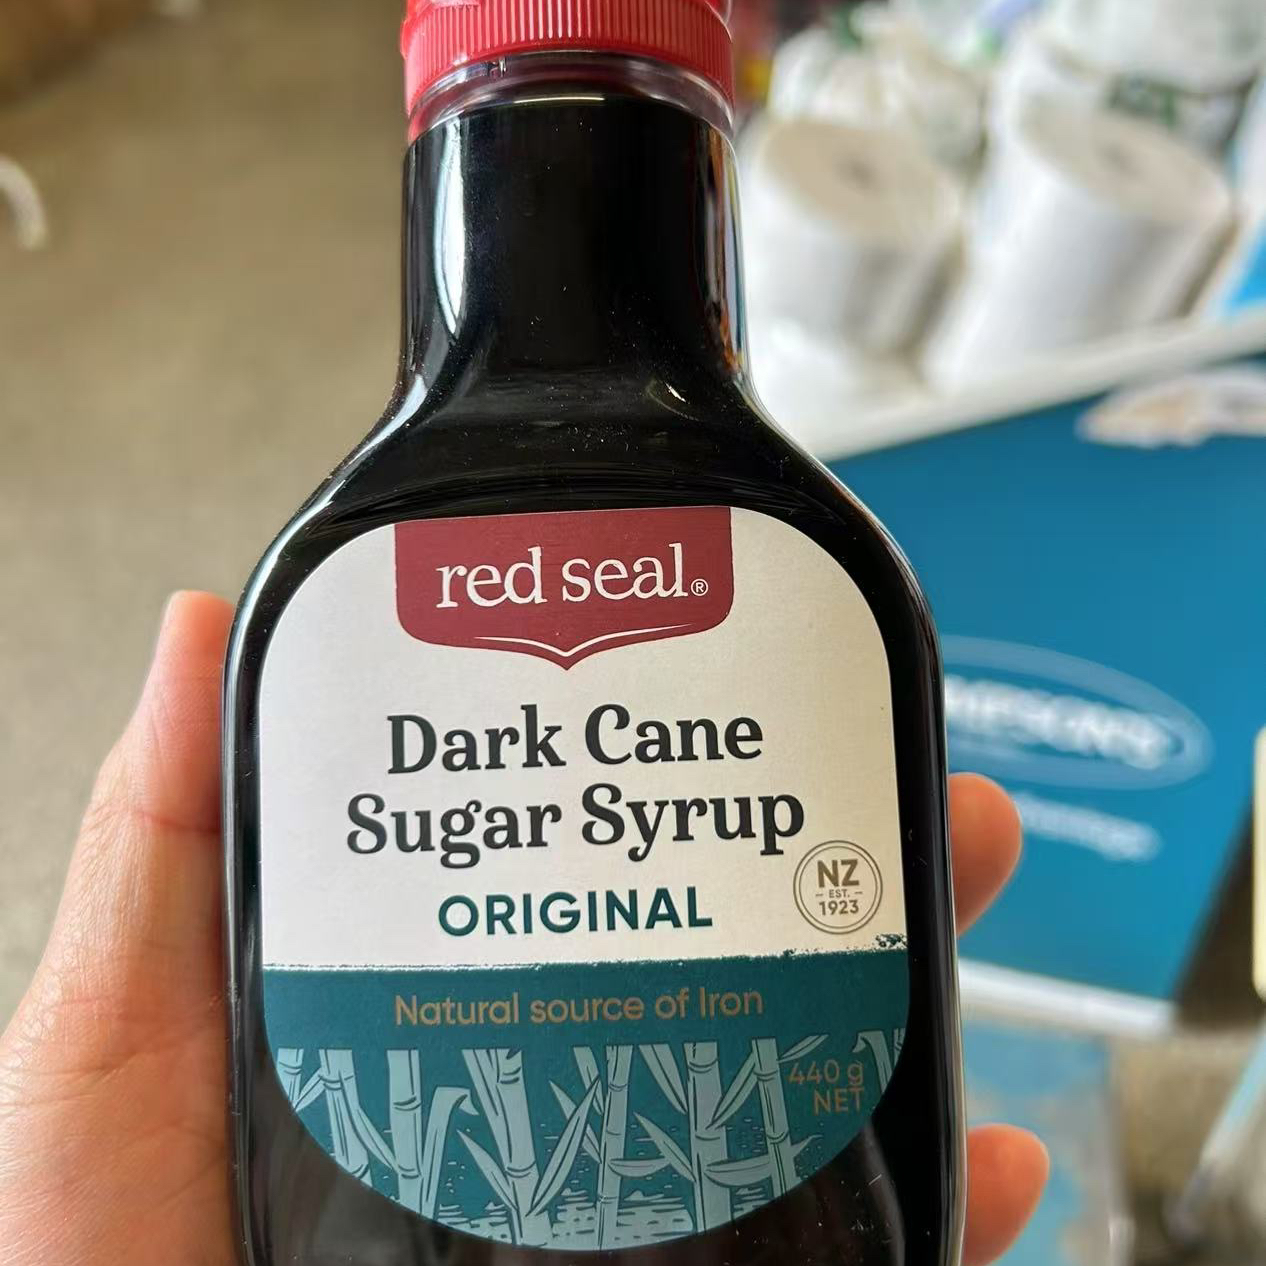 red seal®
Dark Cane
Sugar Syrup
ORIGINAL
NZ
EST.
1923
Natural source of Iron
440 g
NET